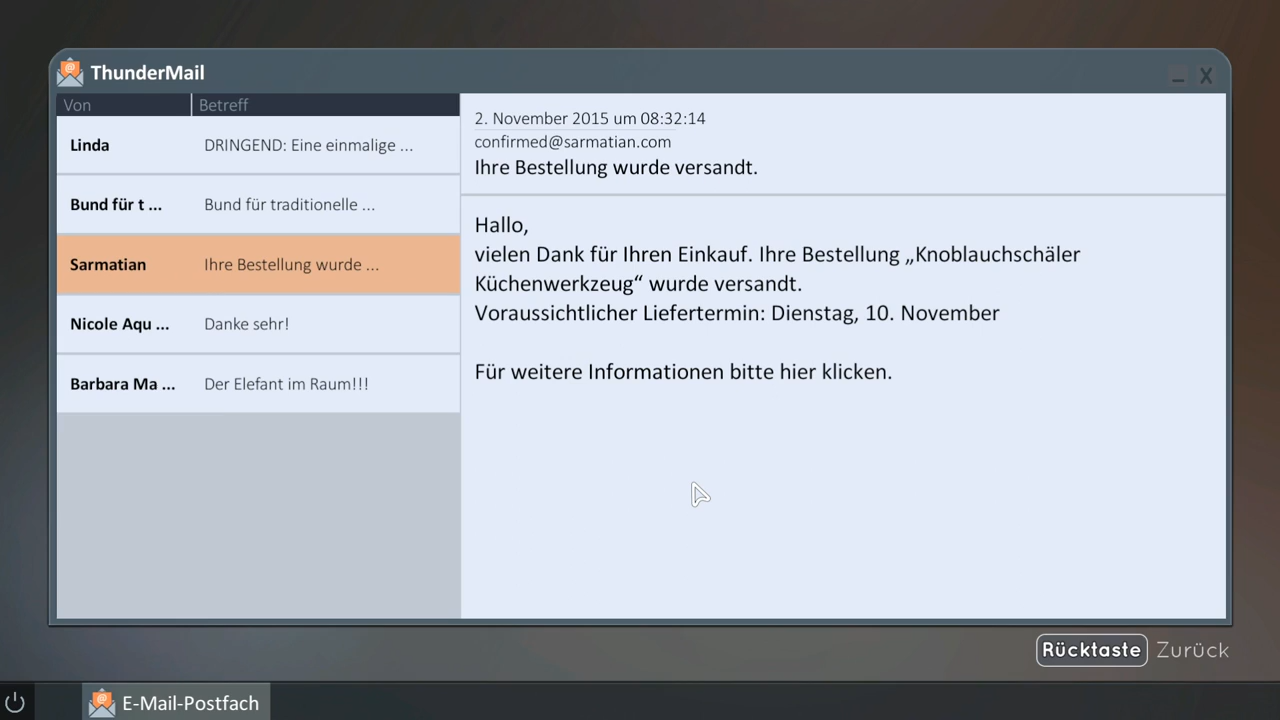 ThunderMail
Von Betreff
Linda DRINGEND: Eine einmalige ...
Bund für t ... Bund für traditionelle ...
Sarmatian Ihre Bestellung wurde ...
Nicole Aqu ... Danke sehr!
Barbara Ma ... Der Elefant im Raum!!!
2. November 2015 um 08:32:14
confirmed@sarmatian.com
Ihre Bestellung wurde versandt.
Hallo,
vielen Dank für Ihren Einkauf. Ihre Bestellung „Knoblauchschäler
Küchenwerkzeug“ wurde versandt.
Voraussichtlicher Liefertermin: Dienstag, 10. November
Für weitere Informationen bitte hier klicken.
Rücktaste Zurück
E-Mail-Postfach